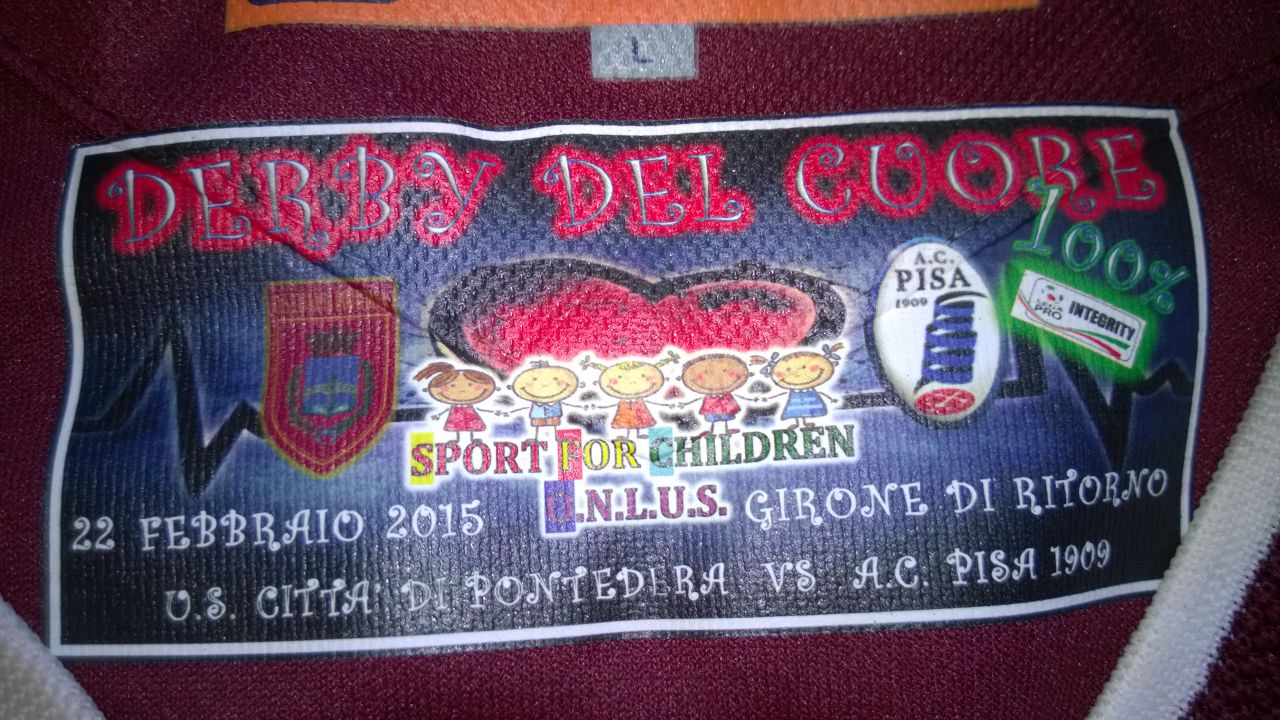 L
DERBY DEL CUORE
100%
A.C.
PISA
1909
LEGA
PRO
INTEGRITY
SPORT FOR CHILDREN
O.N.L.U.S.
22 FEBBRAIO 2015
GIRONE DI RITORNO
U.S. CITTA' DI PONTEDERA VS A.C. PISA 1909